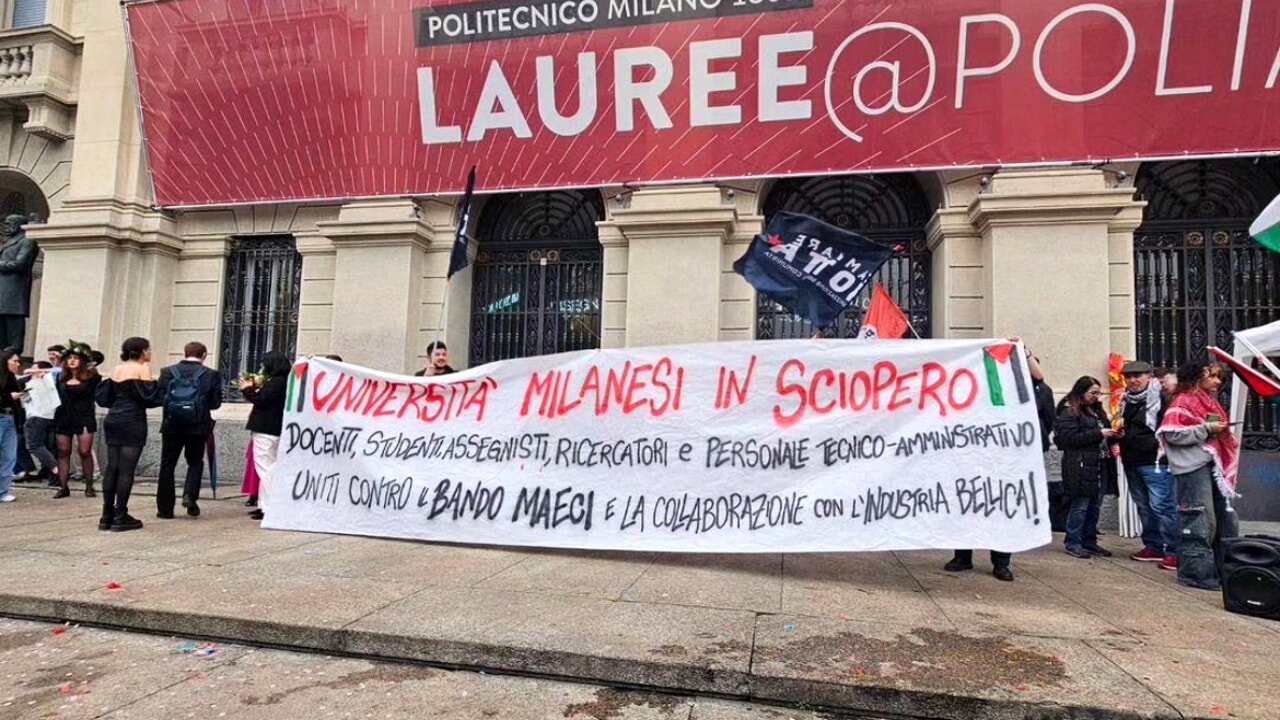 POLITECNICO MILANO
LAUREE@POLI
UNIVERSITÀ MILANESI IN SCIOPERO
DOCENTI, STUDENTI, ASSEGNISTI, RICERCATORI e PERSONALE TECNICO-AMMINISTRATIVO
UNITI CONTRO IL BANDO MAECI E LA COLLABORAZIONE CON L'INDUSTRIA BELLICA!